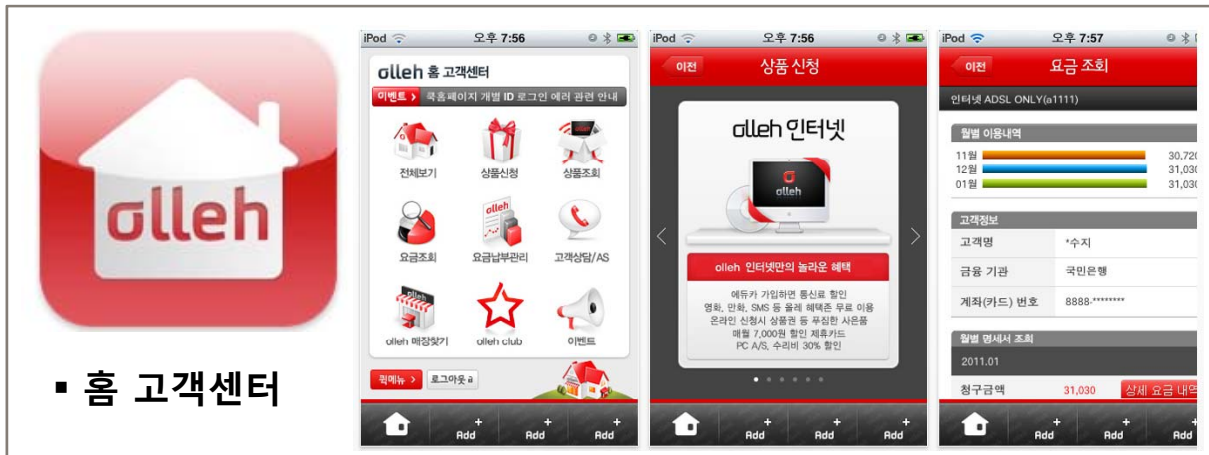 olleh
▪ 홈 고객센터
iPod 오후 7:56
olleh 홈 고객센터
이벤트 > 쿡홈페이지 개별 ID 로그인 에러 관련 안내
olleh
전체보기 상품신청 상품조회
olleh
요금조회 요금납부관리 고객상담/AS
olleh
olleh 매장찾기 olleh club 이벤트
퀵메뉴 > 로그아웃 a
+ + +
Add Add Add
iPod 오후 7:56
이전 상품 신청
olleh 인터넷
olleh
olleh 인터넷만의 놀라운 혜택
에듀카 가입하면 통신료 할인
영화, 만화, SMS 등 올레 혜택존 무료 이용
온라인 신청시 상품권 등 푸짐한 사은품
매월 7,000원 할인 제휴카드
PC A/S, 수리비 30% 할인
+ + +
Add Add Add
iPod 오후 7:57
이전 요금 조회
인터넷 ADSL ONLY(a1111)
월별 이용내역
11월 30,720
12월 31,030
01월 31,030
고객정보
고객명 *수지
금융 기관 국민은행
계좌(카드) 번호 8888-********
월별 명세서 조회
2011.01
청구금액 31,030 상세 요금 내역
+ + +
Add Add Add